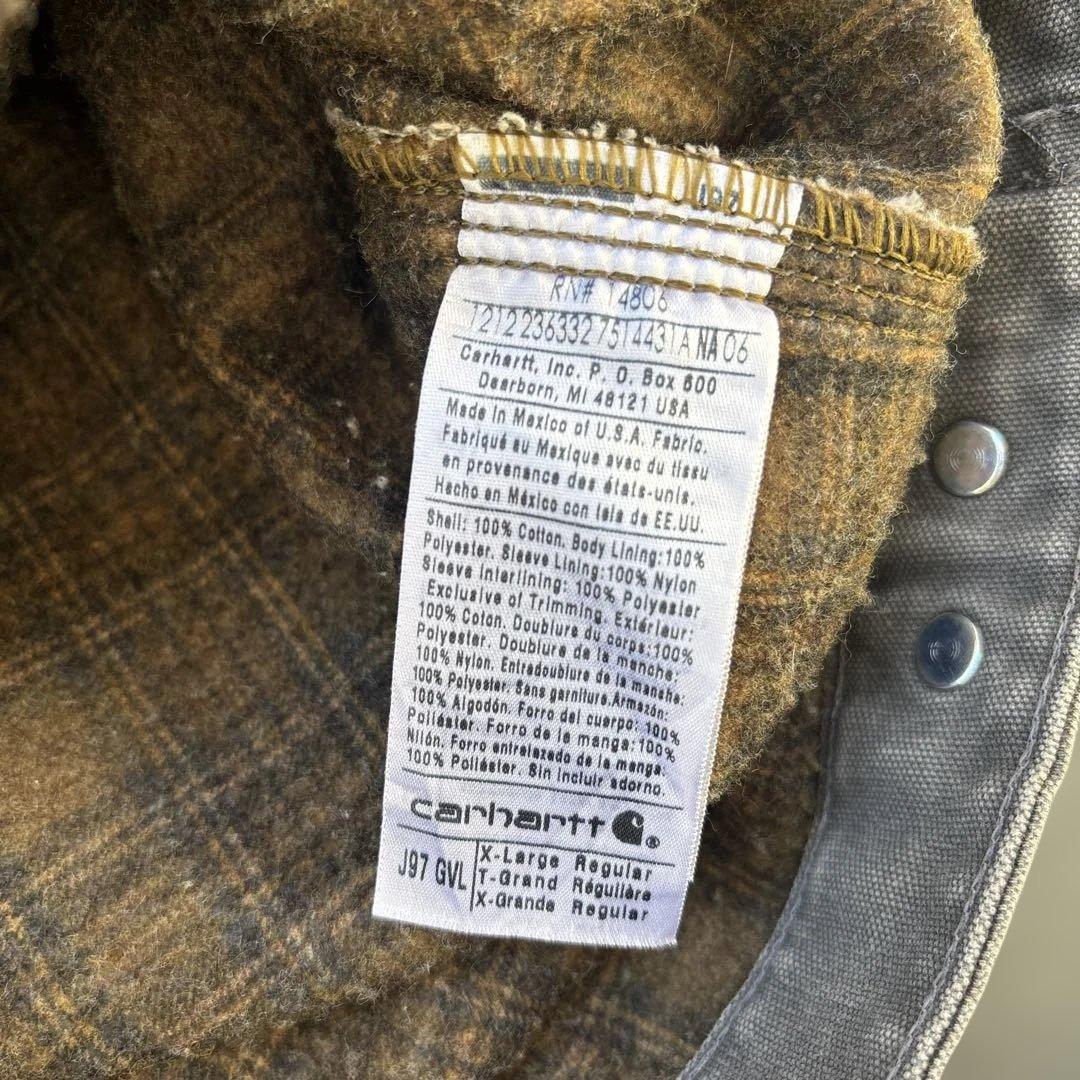 RN# 14806
1212236332 7514431A NA 06
Carhartt, Inc. P. O. Box 600
Dearborn, MI 48121 USA
Made in Mexico of U.S.A. Fabric.
Fabriqué au Mexique avec du tissu
en provenance des états-unis.
Hecho en México con tela de EE.UU.
Shell: 100% Cotton. Body Lining: 100%
Polyester. Sleeve Lining: 100% Nylon
Sleeve Interlining: 100% Polyester
Exclusive of Trimming. Extérieur:
100% Coton. Doublure du corps: 100%
Polyester. Doublure de la manche:
100% Nylon. Entredoublure de la manche:
100% Polyester. Sans garniture. Armazón:
100% Algodón. Forro del cuerpo: 100%
Poliéster. Forro de la manga: 100%
Nilón. Forro entrelazado de la manga:
100% Poliéster. Sin incluir adorno.
carhartt ®
J97 GVL
X-Large Regular
T-Grand Régulière
X-Grande Regular